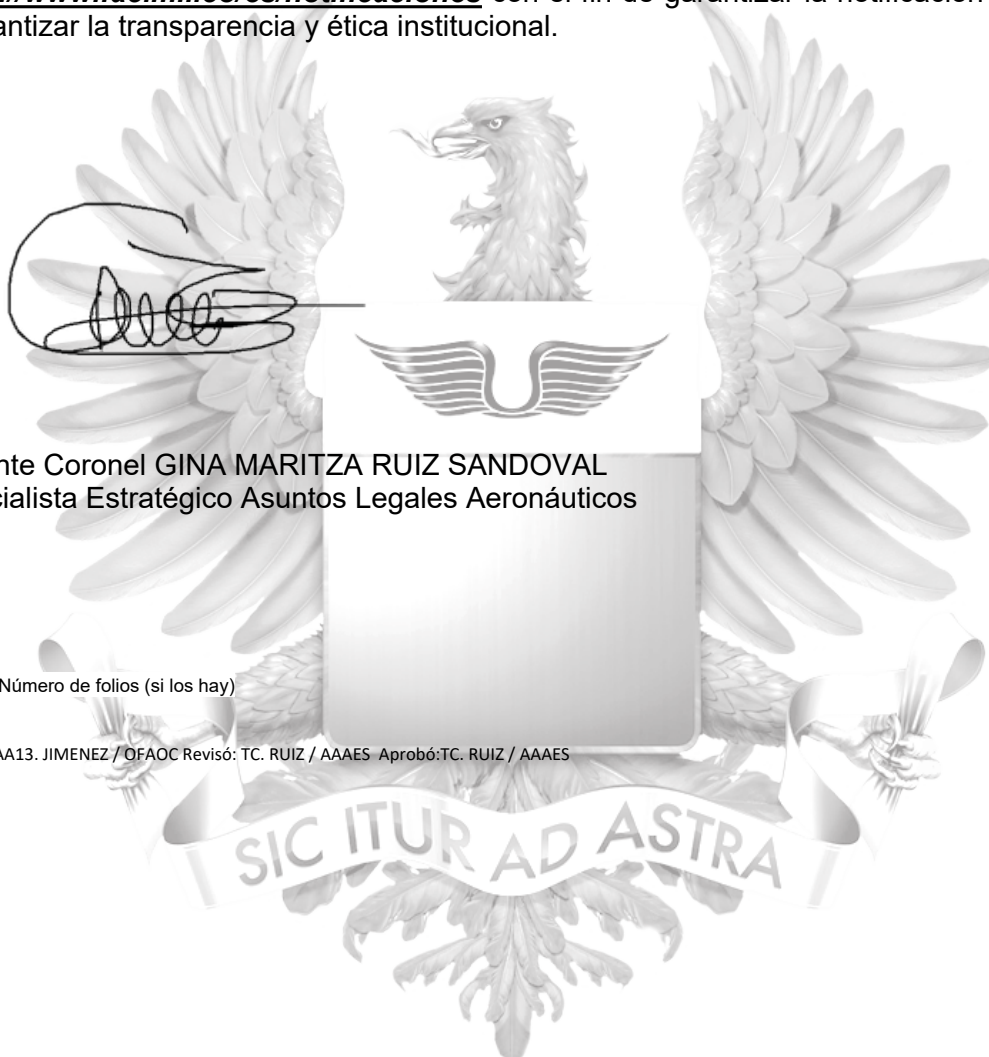 con el fin de garantizar la notificación
antizar la transparencia y ética institucional.
nte Coronel GINA MARITZA RUIZ SANDOVAL
cialista Estratégico Asuntos Legales Aeronáuticos
Número de folios (si los hay)
AA13. JIMENEZ / OFAOC Revisó: TC. RUIZ / AAAES Aprobó:TC. RUIZ / AAAES
SIC ITUR AD ASTRA